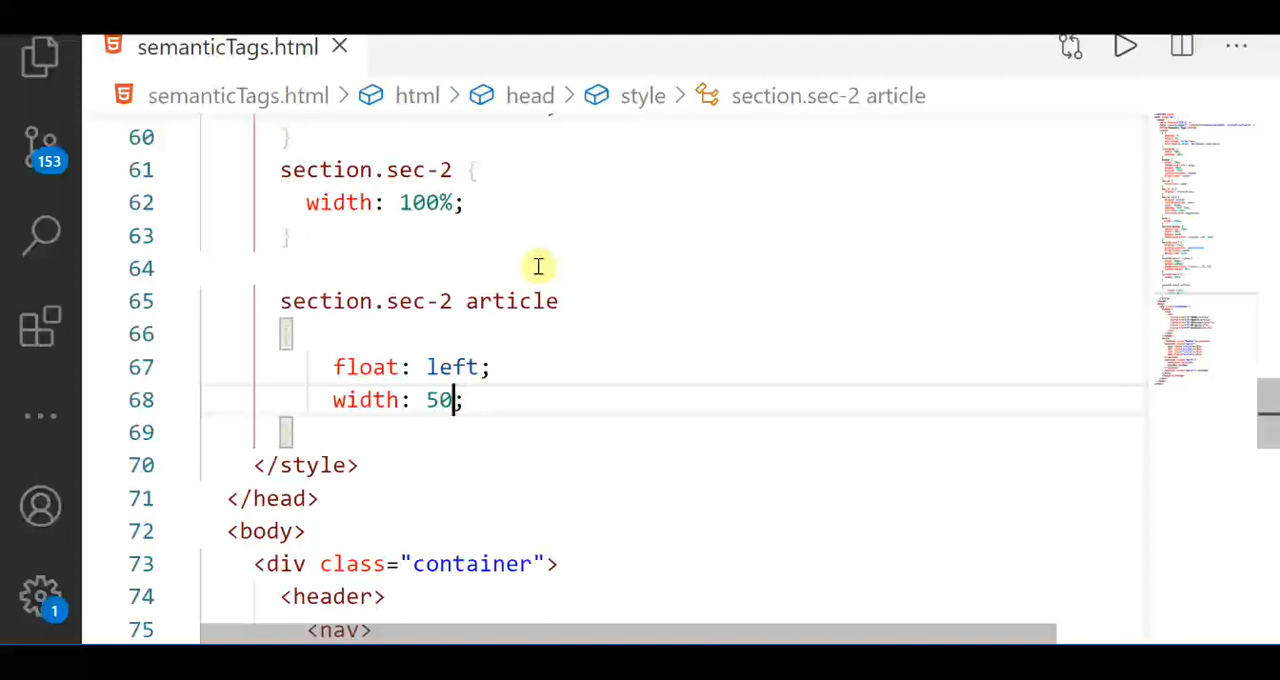 semanticTags.html
semanticTags.html > html > head > style > section.sec-2 article
60 }
61 section.sec-2
62 width: 100%;
63 }
64
65 section.sec-2 article
66
67 float: left;
68 width: 50;
69
70 </style>
71 </head>
72 <body>
73 <div class="container">
74 <header>
75 <nav>
153
1